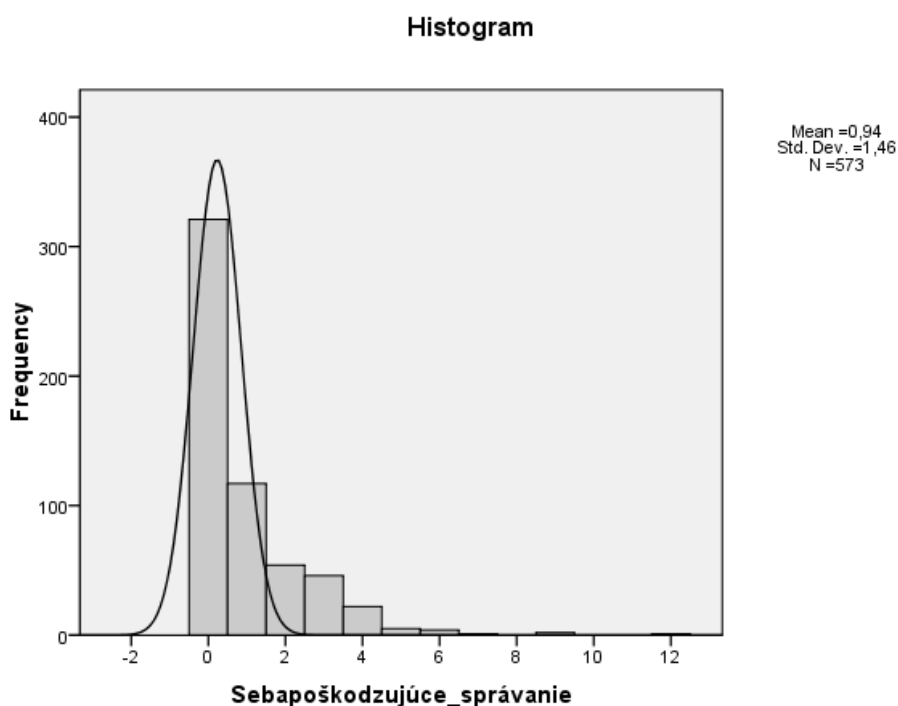 Histogram
Mean =0,94
Std. Dev. =1,46
N =573
Frequency
400
300
200
100
0
-2 0 2 4 6 8 10 12
Sebapoškodzujúce_správanie